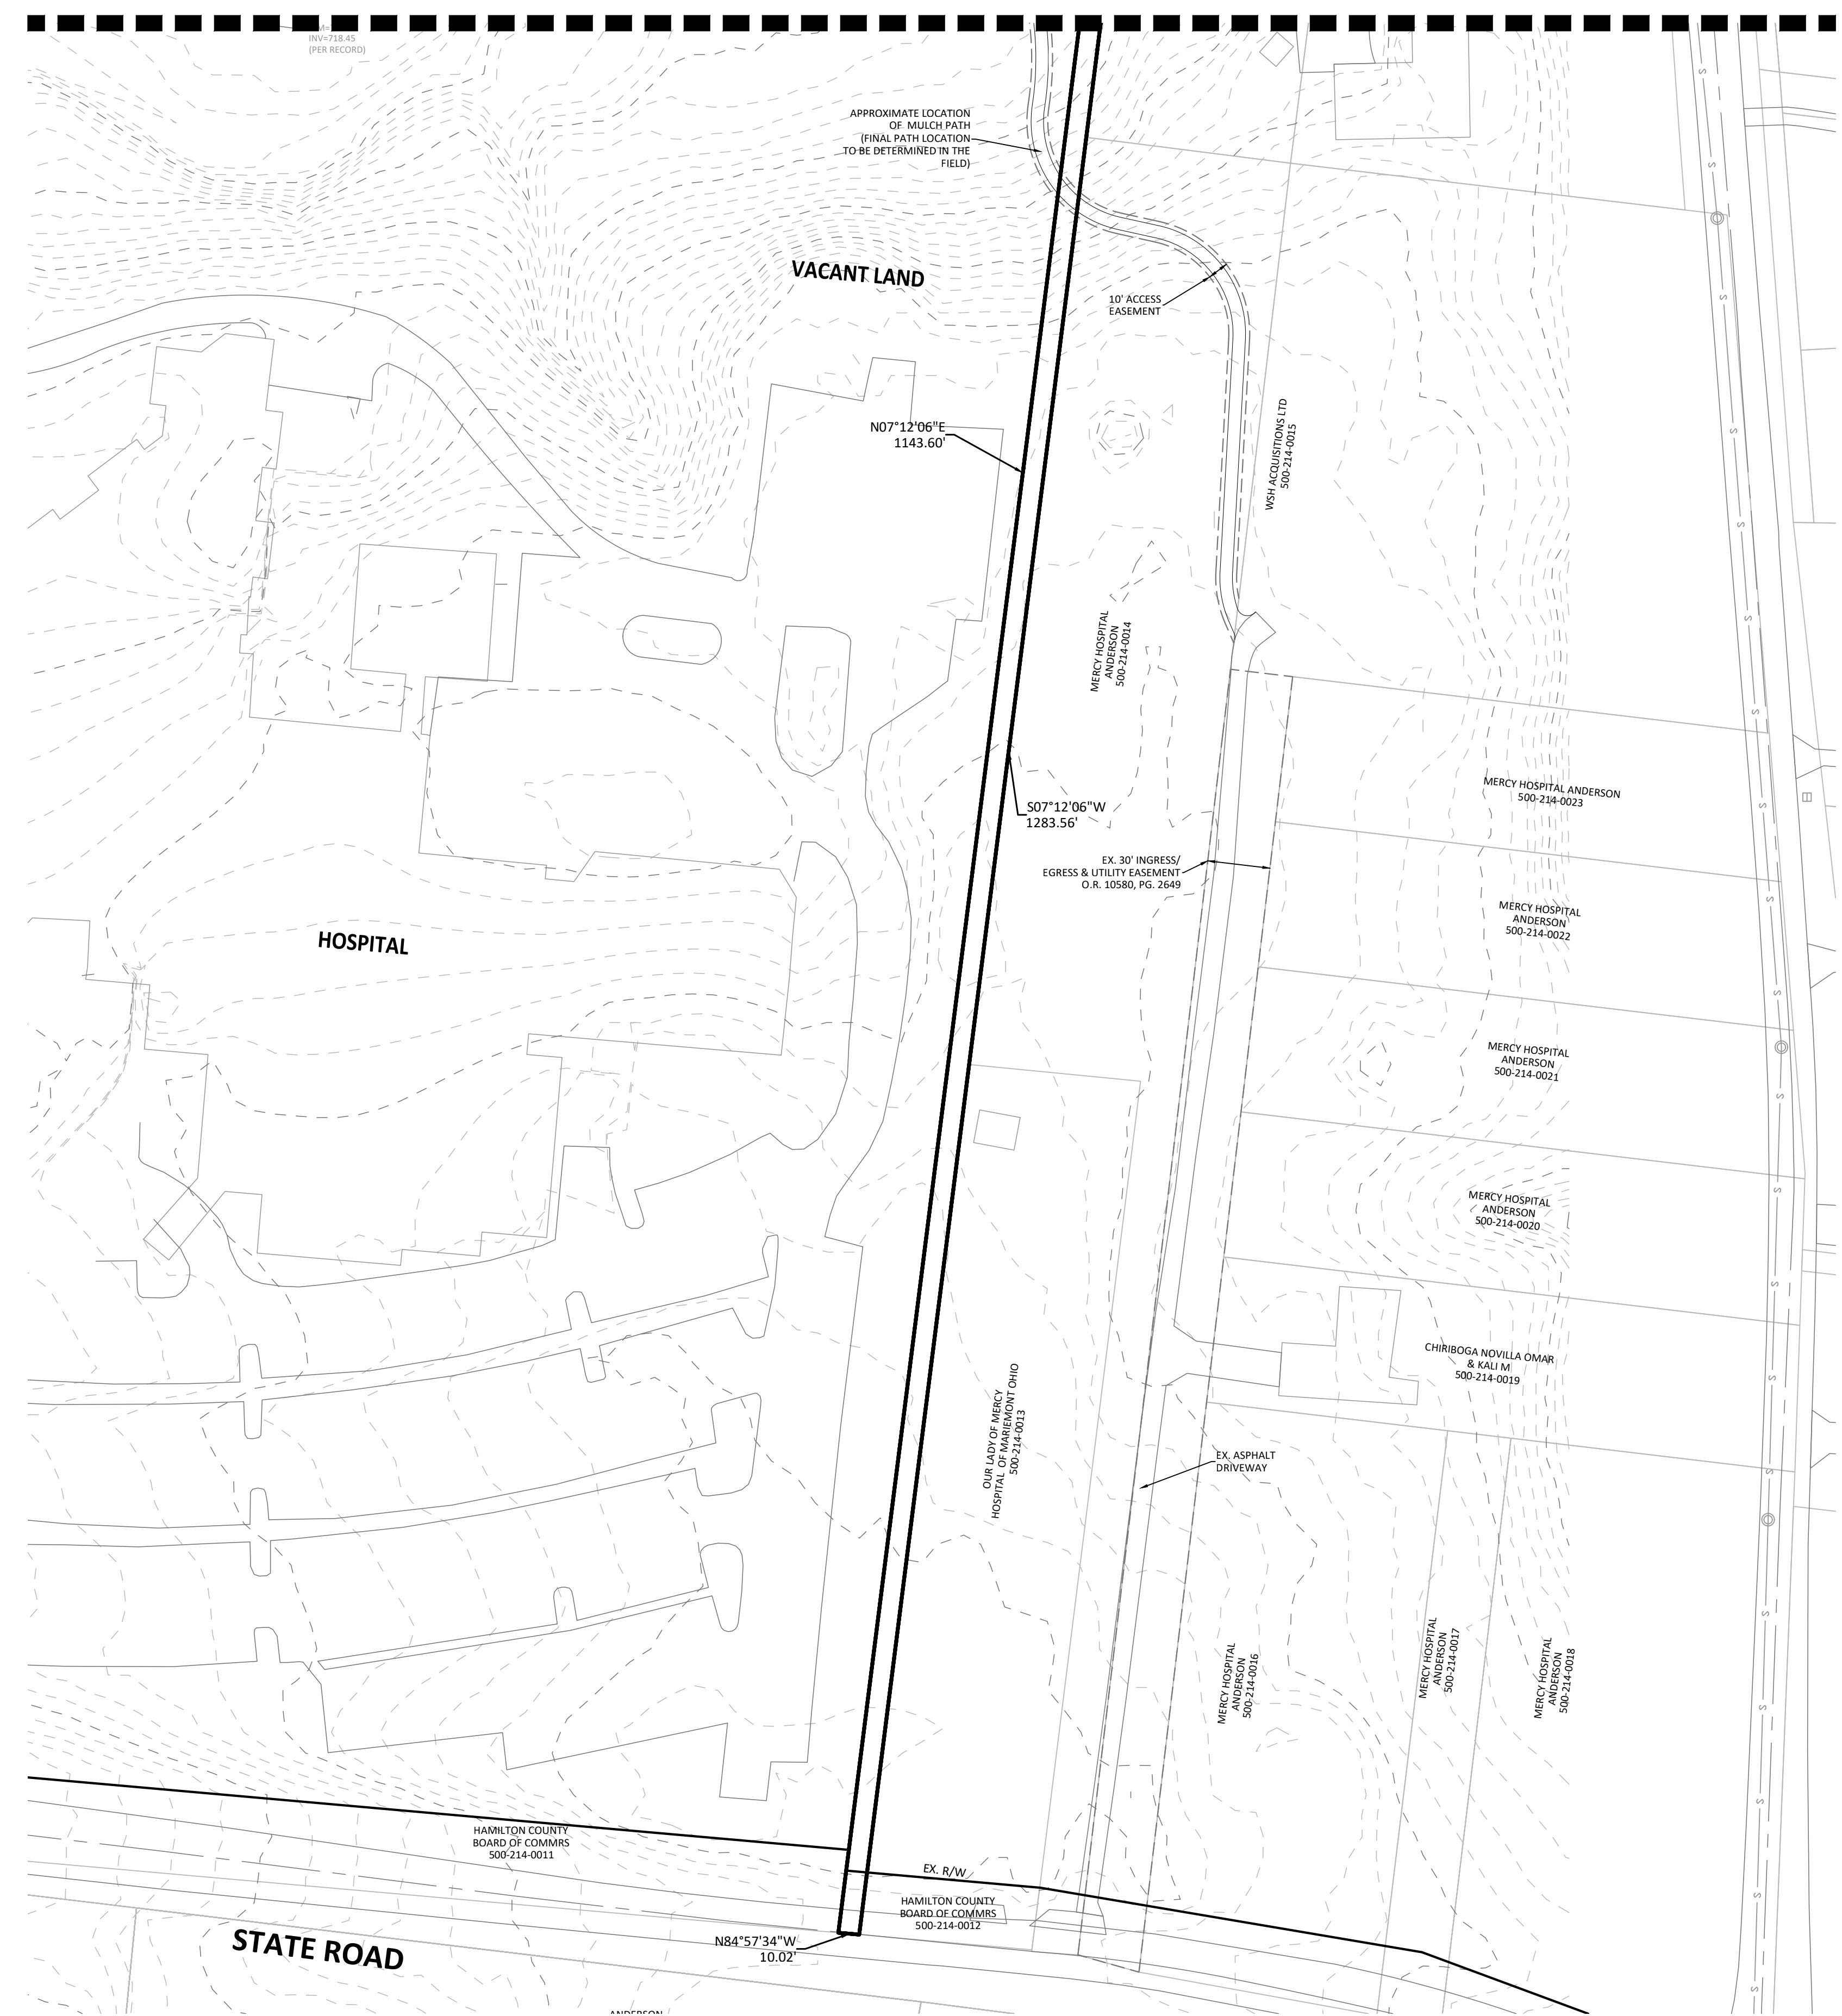 INV=718.45
(PER RECORD)
APPROXIMATE LOCATION
OF MULCH PATH
(FINAL PATH LOCATION
TO BE DETERMINED IN THE
FIELD)
VACANT LAND
10' ACCESS
EASEMENT
N07°12'06"E
1143.60'
WSH ACQUISITIONS LTD
500-214-0015
MERCY HOSPITAL
ANDERSON
500-214-0014
S07°12'06"W
1283.56'
MERCY HOSPITAL ANDERSON
500-214-0023
EX. 30' INGRESS/
EGRESS & UTILITY EASEMENT
O.R. 10580, PG. 2649
MERCY HOSPITAL
ANDERSON
500-214-0022
HOSPITAL
MERCY HOSPITAL
ANDERSON
500-214-0021
MERCY HOSPITAL
ANDERSON
500-214-0020
CHIRIBOGA NOVILLA OMAR
& KALI M
500-214-0019
OUR LADY OF MERCY
HOSPITAL OF MARIEMONT OHIO
500-214-0013
EX. ASPHALT
DRIVEWAY
MERCY HOSPITAL
ANDERSON
500-214-0016
MERCY HOSPITAL
ANDERSON
500-214-0017
MERCY HOSPITAL
ANDERSON
500-214-0018
HAMILTON COUNTY
BOARD OF COMMRS
500-214-0011
EX. R/W
HAMILTON COUNTY
BOARD OF COMMRS
500-214-0012
N84°57'34"W
10.02'
STATE ROAD
ANDERSON